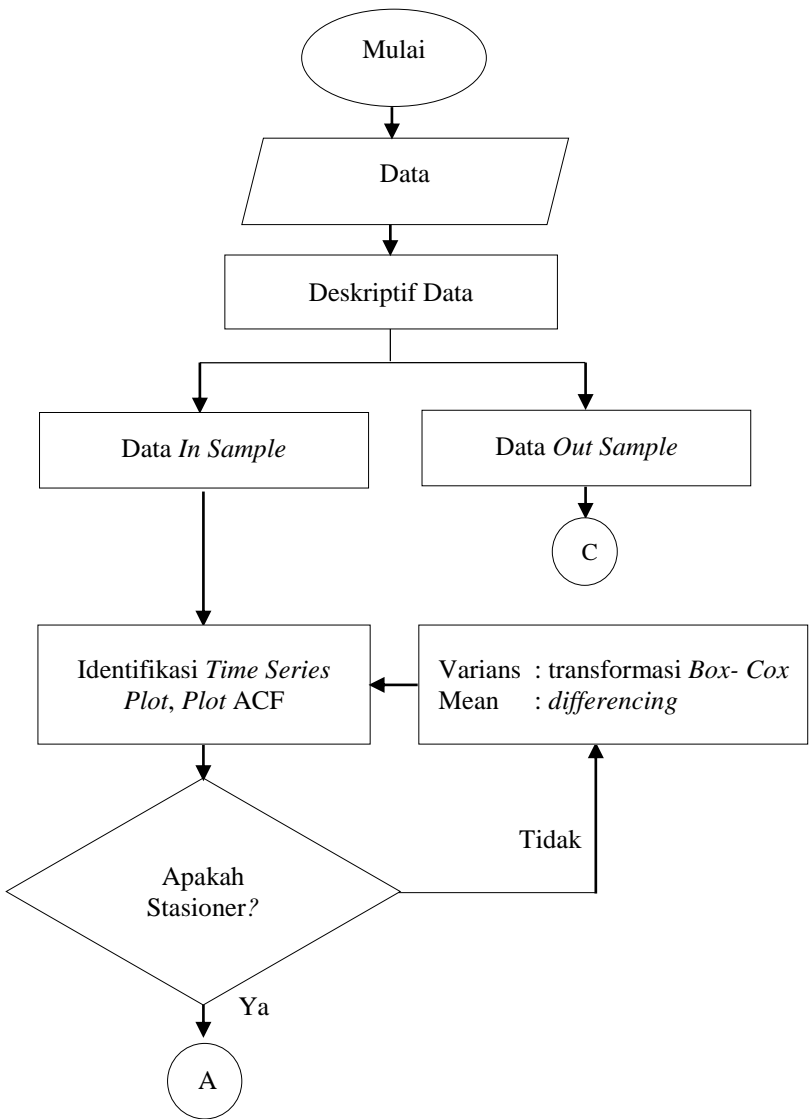 Mulai
Data
Deskriptif Data
Data In Sample
Data Out Sample
C
Identifikasi Time Series
Plot, Plot ACF
Varians : transformasi Box- Cox
Mean : differencing
Tidak
Apakah
Stasioner?
Ya
A